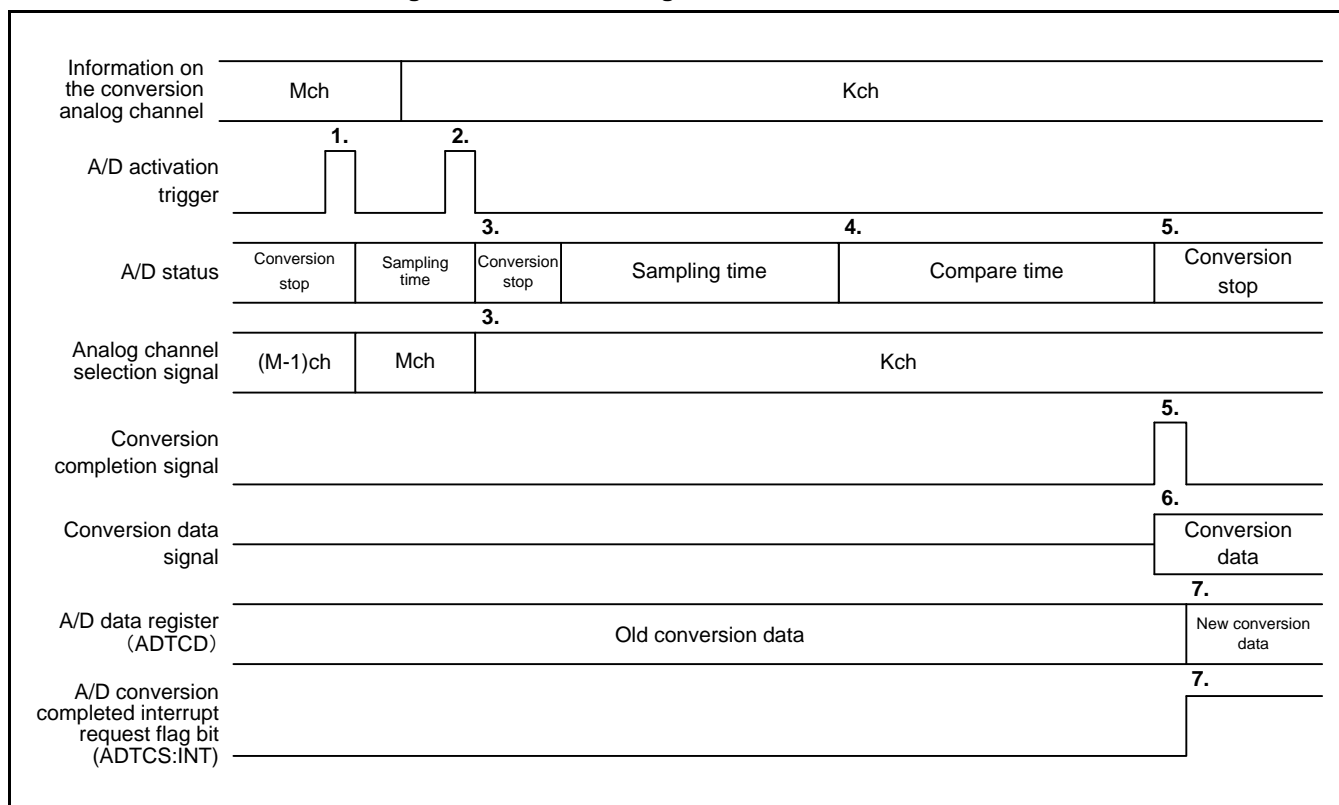 Information on
the conversion
analog channel
Mch
Kch
1.
2.
A/D activation
trigger
3.
4.
5.
A/D status
Conversion
stop
Sampling
time
Conversion
stop
Sampling time
Compare time
Conversion
stop
3.
Analog channel
selection signal
(M-1)ch
Mch
Kch
5.
Conversion
completion signal
6.
Conversion data
signal
Conversion
data
7.
A/D data register
（ADTCD）
Old conversion data
New conversion
data
7.
A/D conversion
completed interrupt
request flag bit
(ADTCS:INT)